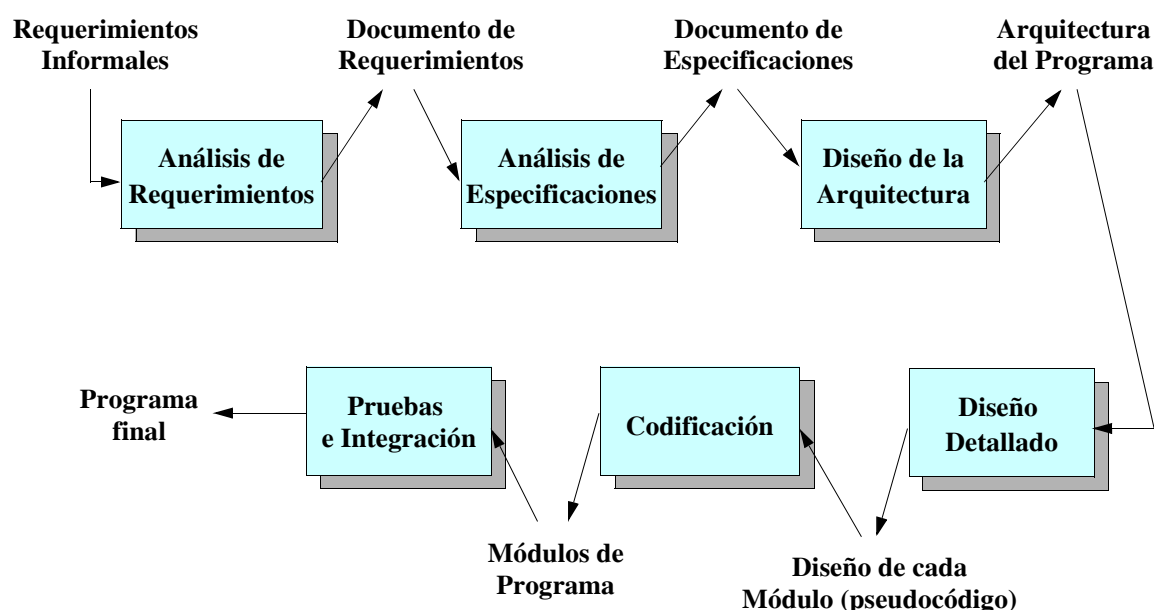 Requerimientos
Informales
Documento de
Requerimientos
Documento de
Especificaciones
Arquitectura
del Programa
Análisis de
Requerimientos
Análisis de
Especificaciones
Diseño de la
Arquitectura
Programa
final
Pruebas
e Integración
Codificación
Diseño
Detallado
Módulos de
Programa
Diseño de cada
Módulo (pseudocódigo)